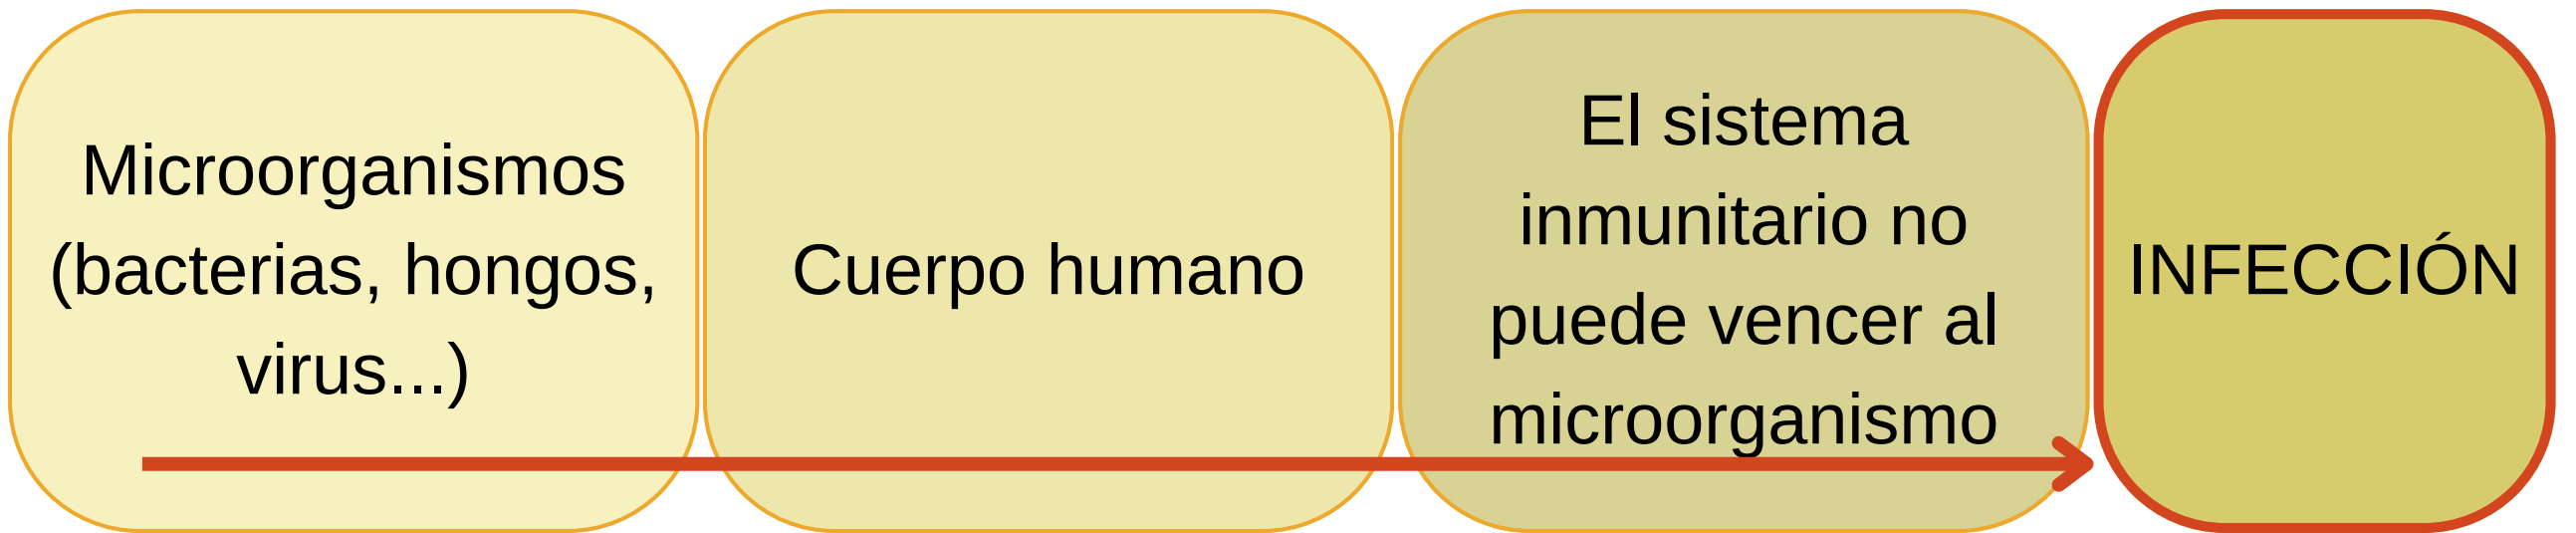 Microorganismos
(bacterias, hongos,
virus...)
Cuerpo humano
El sistema
inmunitario no
puede vencer al
microorganismo
INFECCIÓN